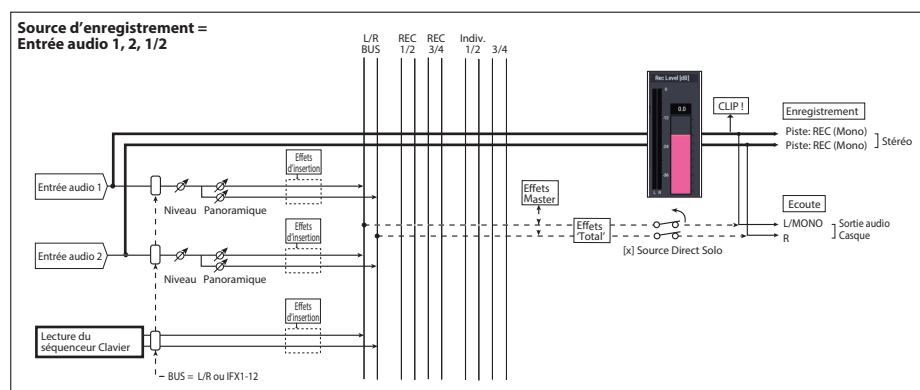 Source d'enregistrement =
Entrée audio 1, 2, 1/2
L/R BUS
REC 1/2
REC 3/4
Indiv. 1/2
3/4
Rec Level [dB]
0.0
CLIP !
Enregistrement
Piste: REC (Mono)
Piste: REC (Mono)
Stéréo
Effets d'insertion
Entrée audio 1
Niveau
Panoramique
Effets Master
Ecoute
L/MONO
R
Sortie audio
Casque
Effets 'Total'
[x] Source Direct Solo
Effets d'insertion
Entrée audio 2
Niveau
Panoramique
Effets d'insertion
Lecture du séquenceur Clavier
BUS = L/R ou IFX1-12
L R